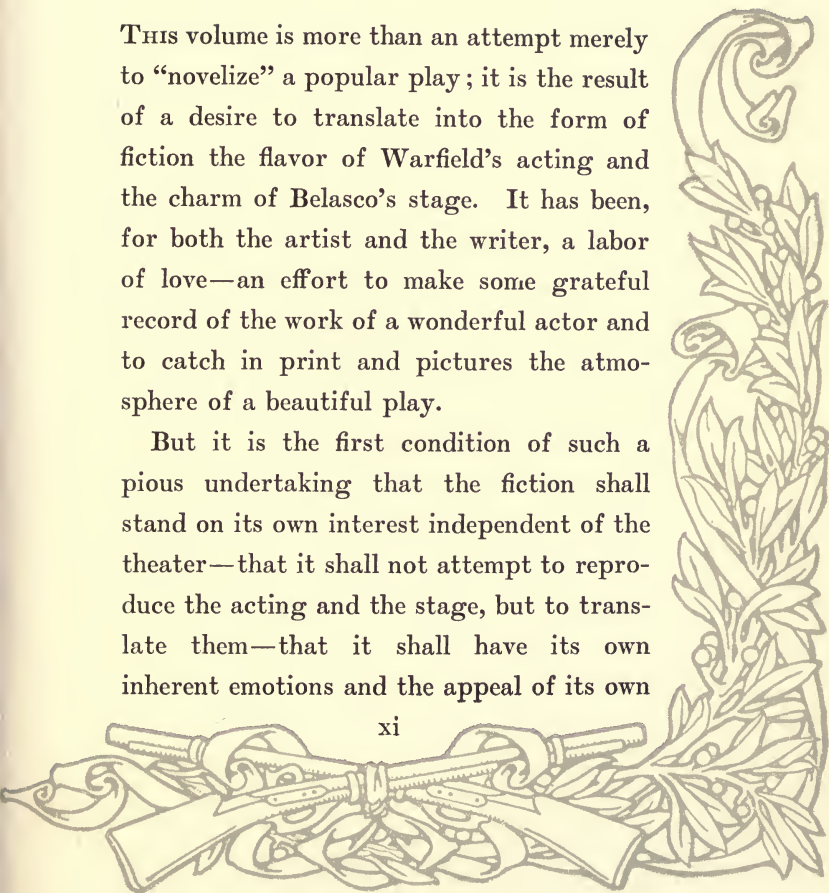 This volume is more than an attempt merely
to “novelize” a popular play; it is the result
of a desire to translate into the form of
fiction the flavor of Warfield’s acting and
the charm of Belasco’s stage. It has been,
for both the artist and the writer, a labor
of love—an effort to make some grateful
record of the work of a wonderful actor and
to catch in print and pictures the atmo-
sphere of a beautiful play.
But it is the first condition of such a
pious undertaking that the fiction shall
stand on its own interest independent of the
theater—that it shall not attempt to repro-
duce the acting and the stage, but to trans-
late them—that it shall have its own
inherent emotions and the appeal of its own
xi